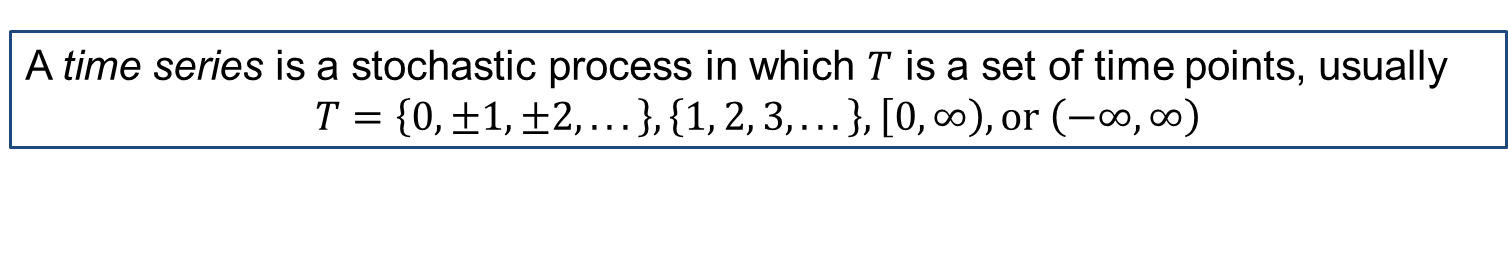 A time series is a stochastic process in which T is a set of time points, usually
T = {0, ±1, ±2, . . . }, {1, 2, 3, . . . }, [0, ∞), or (−∞, ∞)